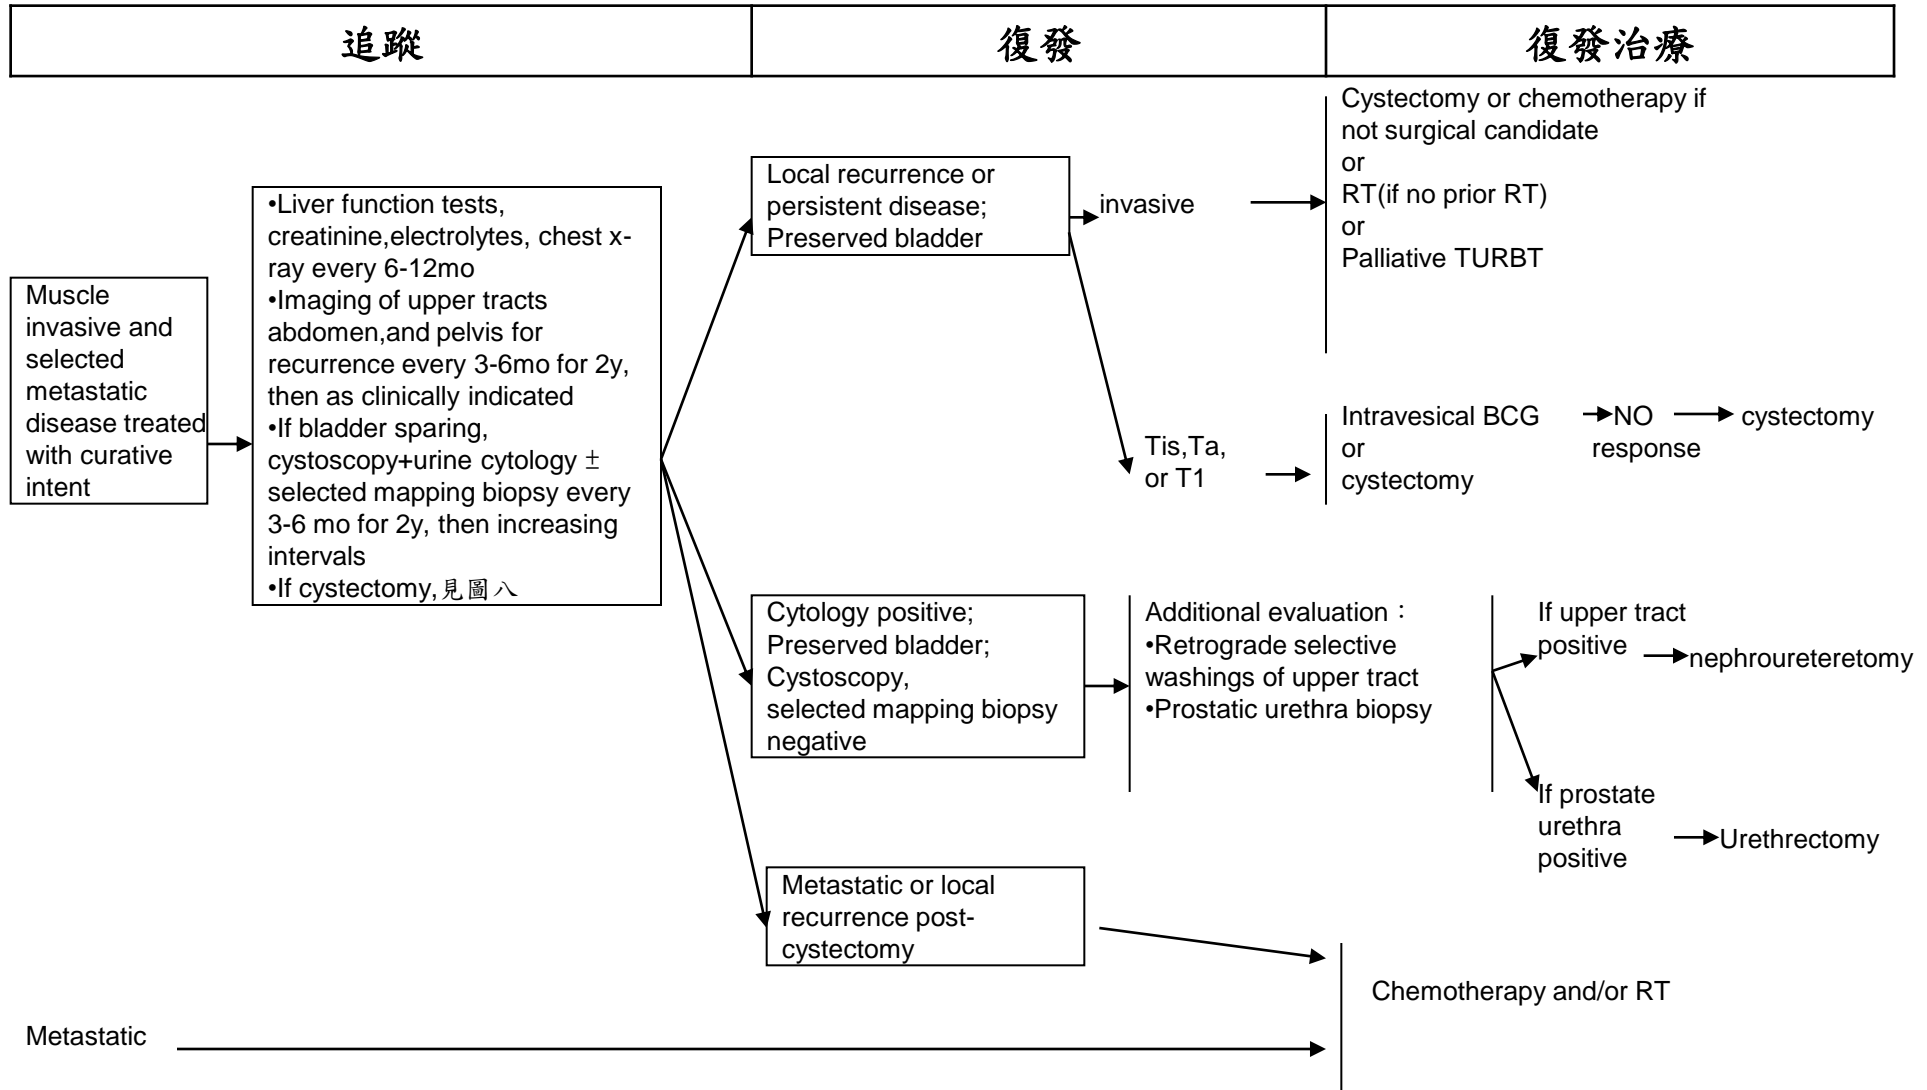 追蹤
復發
復發治療
Muscle
invasive and
selected
metastatic
disease treated
with curative
intent
•Liver function tests,
creatinine,electrolytes, chest x-
ray every 6-12mo
•Imaging of upper tracts
abdomen,and pelvis for
recurrence every 3-6mo for 2y,
then as clinically indicated
•If bladder sparing,
cystoscopy+urine cytology ±
selected mapping biopsy every
3-6 mo for 2y, then increasing
intervals
•If cystectomy,見圖八
Local recurrence or
persistent disease;
Preserved bladder
invasive
Cystectomy or chemotherapy if
not surgical candidate
or
RT(if no prior RT)
or
Palliative TURBT
Tis,Ta,
or T1
Intravesical BCG
or
cystectomy
NO
response
cystectomy
Cytology positive;
Preserved bladder;
Cystoscopy,
selected mapping biopsy
negative
Additional evaluation：
•Retrograde selective
washings of upper tract
•Prostatic urethra biopsy
If upper tract
positive
nephroureteretomy
If prostate
urethra
positive
Urethrectomy
Metastatic or local
recurrence post-
cystectomy
Chemotherapy and/or RT
Metastatic